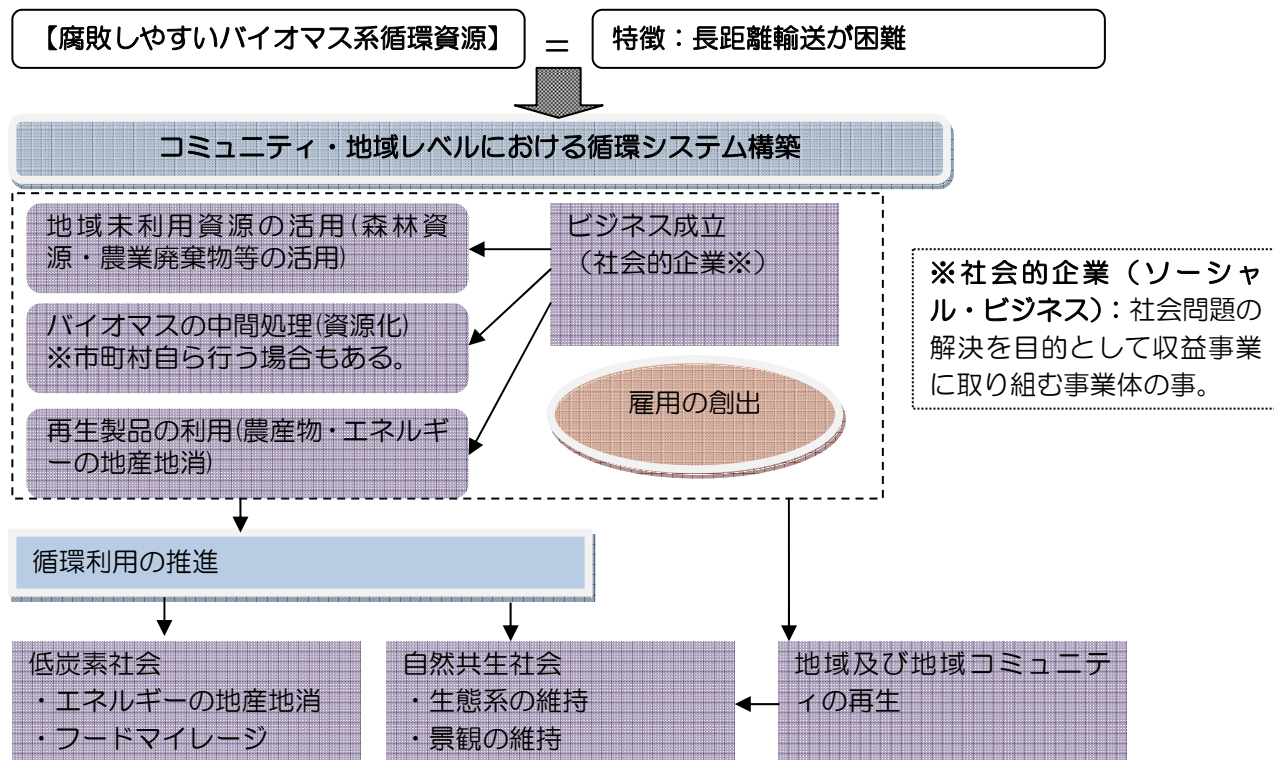 【腐敗しやすいバイオマス系循環資源】
＝
特徴：長距離輸送が困難
コミュニティ・地域レベルにおける循環システム構築
地域未利用資源の活用(森林資
源・農業廃棄物等の活用)
バイオマスの中間処理(資源化)
※市町村自ら行う場合もある。
再生製品の利用(農産物・エネルギ
ーの地産地消)
ビジネス成立
（社会的企業※）
雇用の創出
※社会的企業（ソーシャ
ル・ビジネス）：社会問題の
解決を目的として収益事業
に取り組む事業体の事。
循環利用の推進
低炭素社会
・エネルギーの地産地消
・フードマイレージ
自然共生社会
・生態系の維持
・景観の維持
地域及び地域コミュニテ
ィの再生